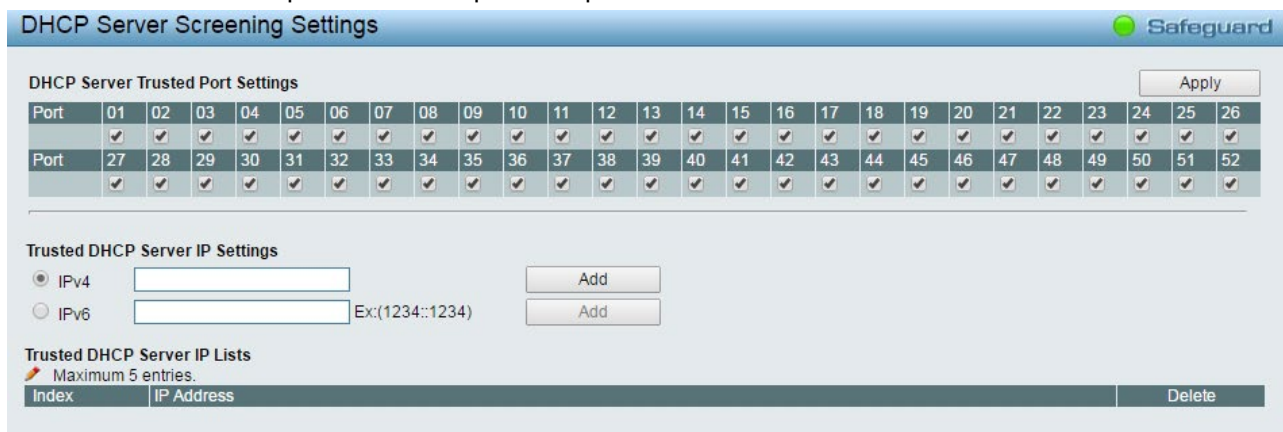 DHCP Server Screening Settings
Safeguard
DHCP Server Trusted Port Settings
Apply
Port 01 02 03 04 05 06 07 08 09 10 11 12 13 14 15 16 17 18 19 20 21 22 23 24 25 26
Port 27 28 29 30 31 32 33 34 35 36 37 38 39 40 41 42 43 44 45 46 47 48 49 50 51 52
Trusted DHCP Server IP Settings
IPv4 Add
IPv6 Ex:(1234::1234) Add
Trusted DHCP Server IP Lists
Maximum 5 entries.
Index IP Address Delete